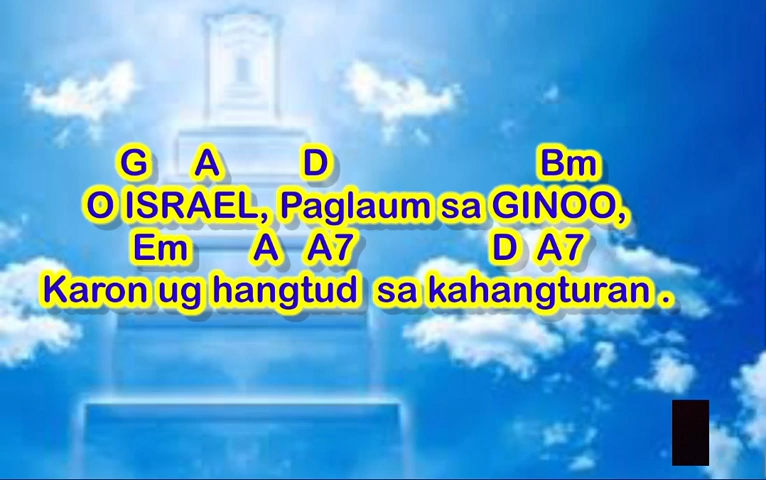 G A D Bm
O ISRAEL, Paglaum sa GINOO,
Em A A7 D A7
Karon ug hangtud sa kahangturan .